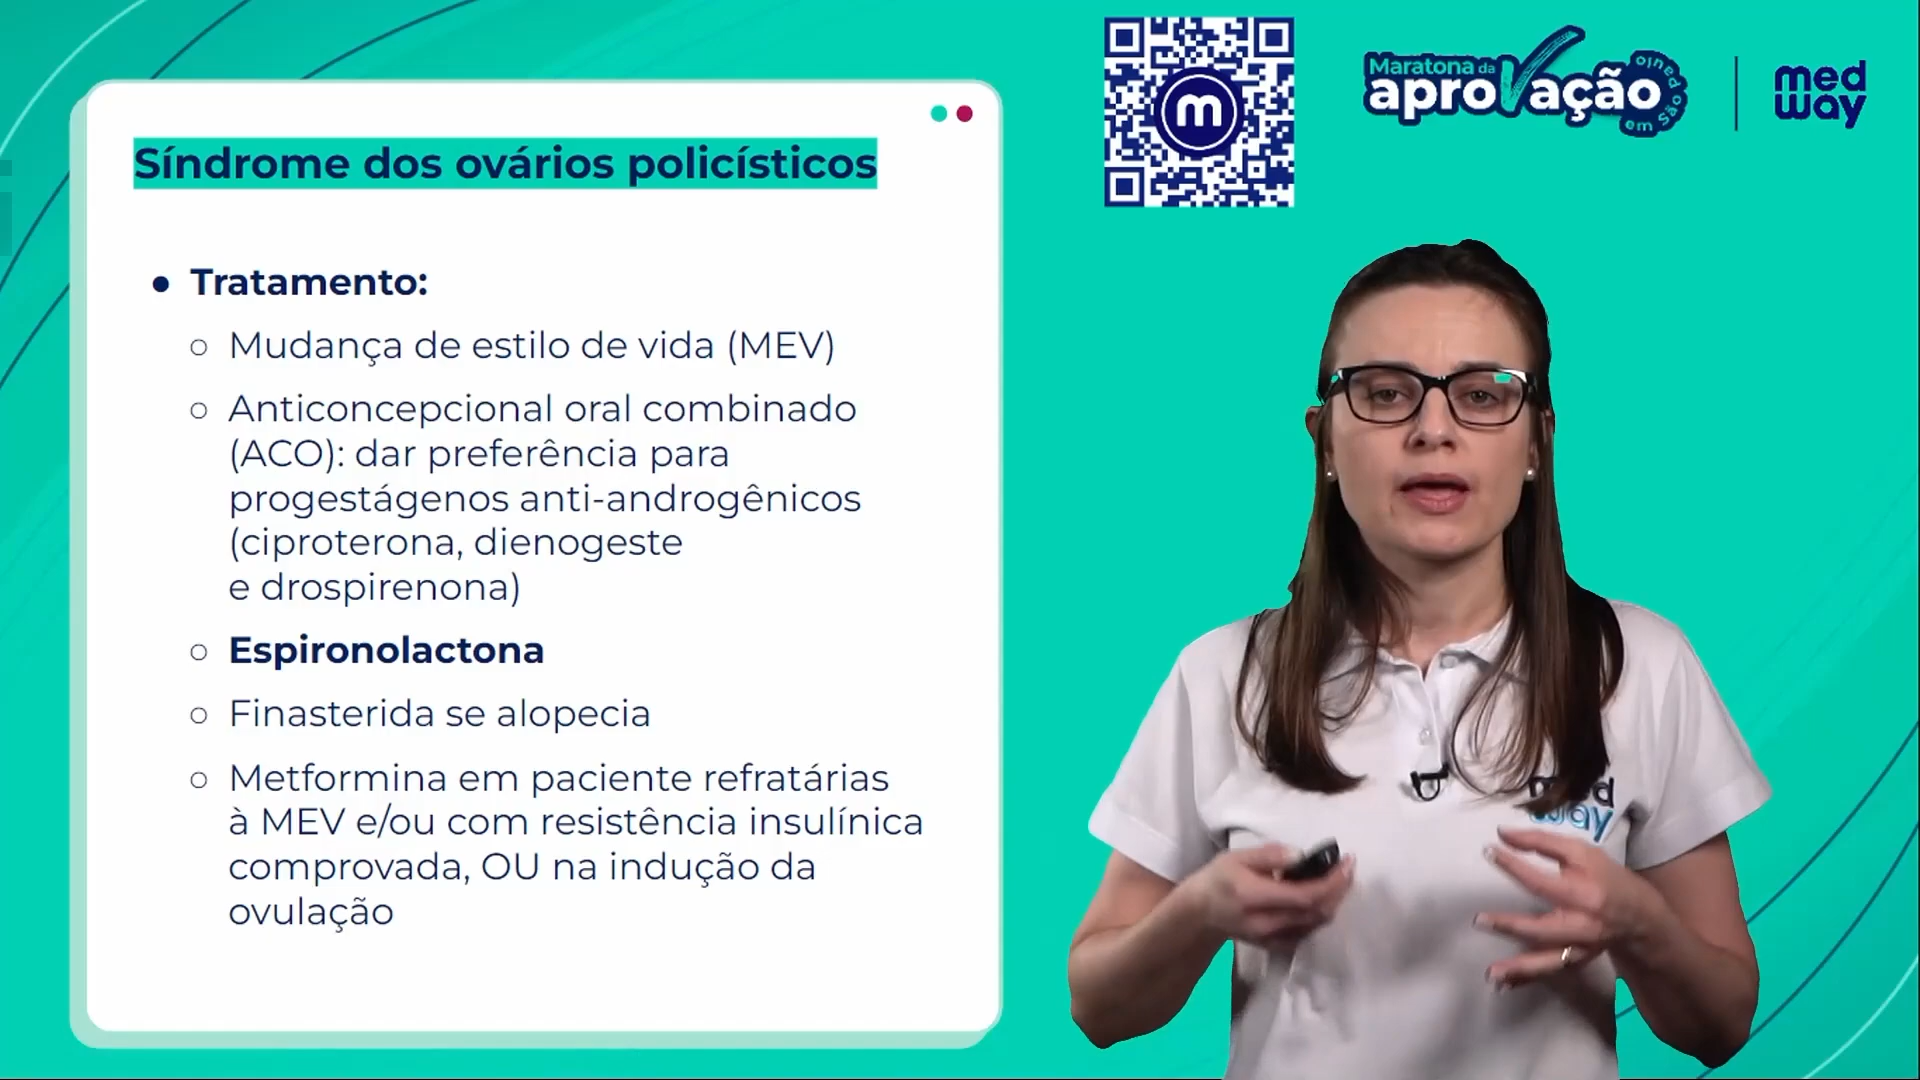 Síndrome dos ovários policísticos
● Tratamento:
○ Mudança de estilo de vida (MEV)
○ Anticoncepcional oral combinado
(ACO): dar preferência para
progestágenos anti-androgênicos
(ciproterona, dienogeste
e drospirenona)
○ Espironolactona
○ Finasterida se alopecia
○ Metformina em paciente refratárias
à MEV e/ou com resistência insulínica
comprovada, OU na indução da
ovulação
m
Maratona da
aproVação
em São Paulo
med
way
med
way